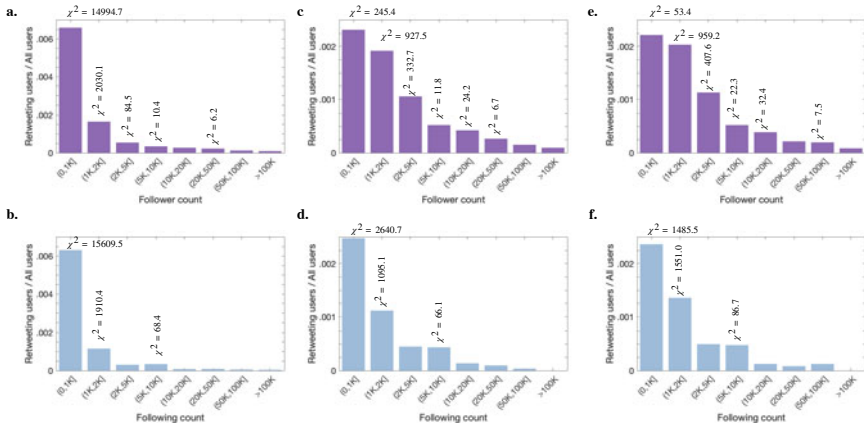 a.
χ² = 14994.7
χ² = 2030.1
χ² = 84.5
χ² = 10.4
χ² = 6.2
Retweeting users / All users
.006
.004
.002
0
(0,1K]
(1K,2K]
(2K,5K]
(5K,10K]
(10K,20K]
(20K,50K]
(50K,100K]
>100K
Follower count
c
χ² = 245.4
χ² = 927.5
χ² = 332.7
χ² = 11.8
χ² = 24.2
χ² = 6.7
Retweeting users / All users
.002
.001
0
(0,1K]
(1K,2K]
(2K,5K]
(5K,10K]
(10K,20K]
(20K,50K]
(50K,100K]
>100K
Follower count
e.
χ² = 53.4
χ² = 959.2
χ² = 407.6
χ² = 22.3
χ² = 32.4
χ² = 7.5
Retweeting users / All users
.002
.001
0
(0,1K]
(1K,2K]
(2K,5K]
(5K,10K]
(10K,20K]
(20K,50K]
(50K,100K]
>100K
Follower count
b.
χ² = 15609.5
χ² = 1910.4
χ² = 68.4
Retweeting users / All users
.006
.004
.002
0
(0,1K]
(1K,2K]
(2K,5K]
(5K,10K]
(10K,20K]
(20K,50K]
(50K,100K]
>100K
Following count
d.
χ² = 2640.7
χ² = 1095.1
χ² = 66.1
Retweeting users / All users
.002
.001
0
(0,1K]
(1K,2K]
(2K,5K]
(5K,10K]
(10K,20K]
(20K,50K]
(50K,100K]
>100K
Following count
f.
χ² = 1485.5
χ² = 1551.0
χ² = 86.7
Retweeting users / All users
.002
.001
0
(0,1K]
(1K,2K]
(2K,5K]
(5K,10K]
(10K,20K]
(20K,50K]
(50K,100K]
>100K
Following count